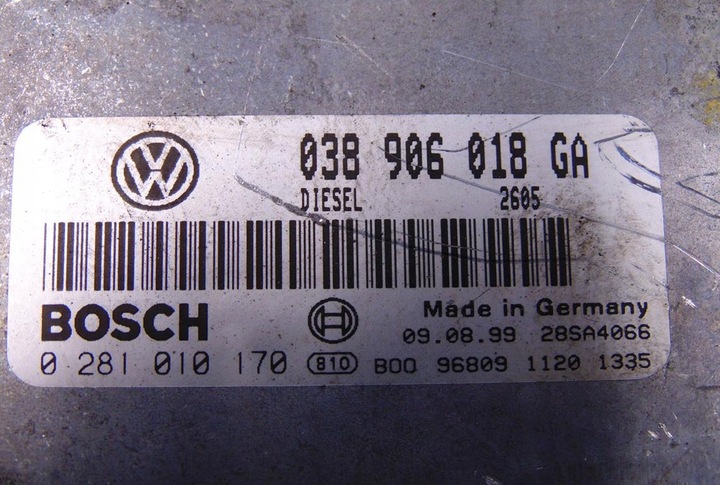 038 906 018 GA
DIESEL 2605
BOSCH Made in Germany
09.08.99 28SA4066
0 281 010 170 810 B00 96809 1120 1335